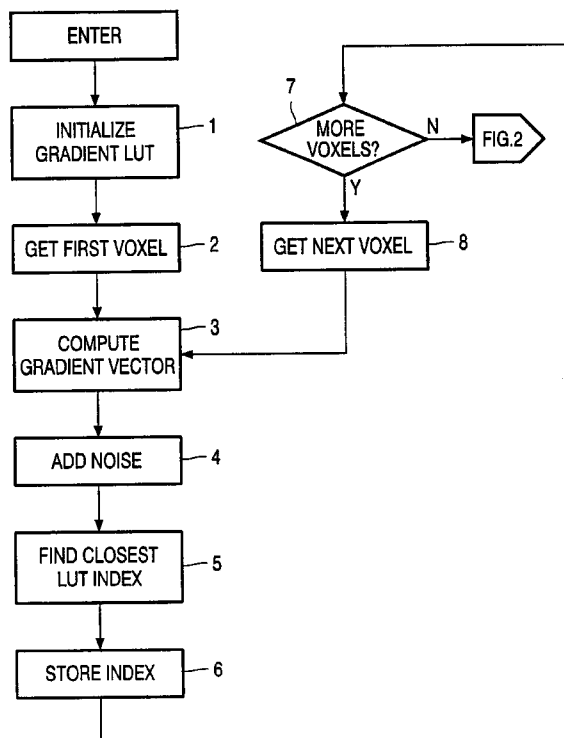 ENTER
INITIALIZE
GRADIENT LUT
1
GET FIRST VOXEL
2
COMPUTE
GRADIENT VECTOR
3
ADD NOISE
4
FIND CLOSEST
LUT INDEX
5
STORE INDEX
6
7
MORE
VOXELS?
N
FIG.2
Y
GET NEXT VOXEL
8